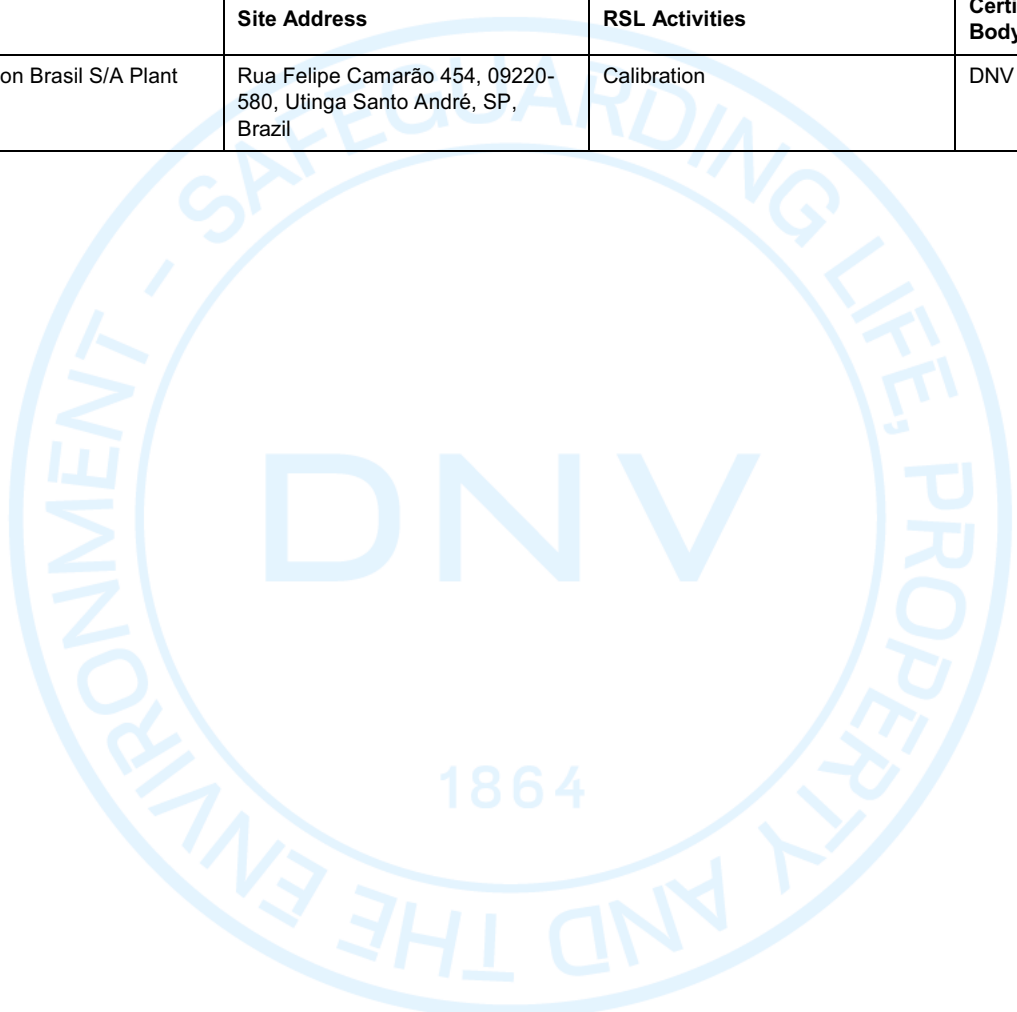 Site Address
RSL Activities
Body
on Brasil S/A Plant
Rua Felipe Camarão 454, 09220-
580, Utinga Santo André, SP,
Brazil
Calibration
DNV
SAFEGUARDING LIFE, PROPERTY AND THE ENVIRONMENT -
DNV
1864